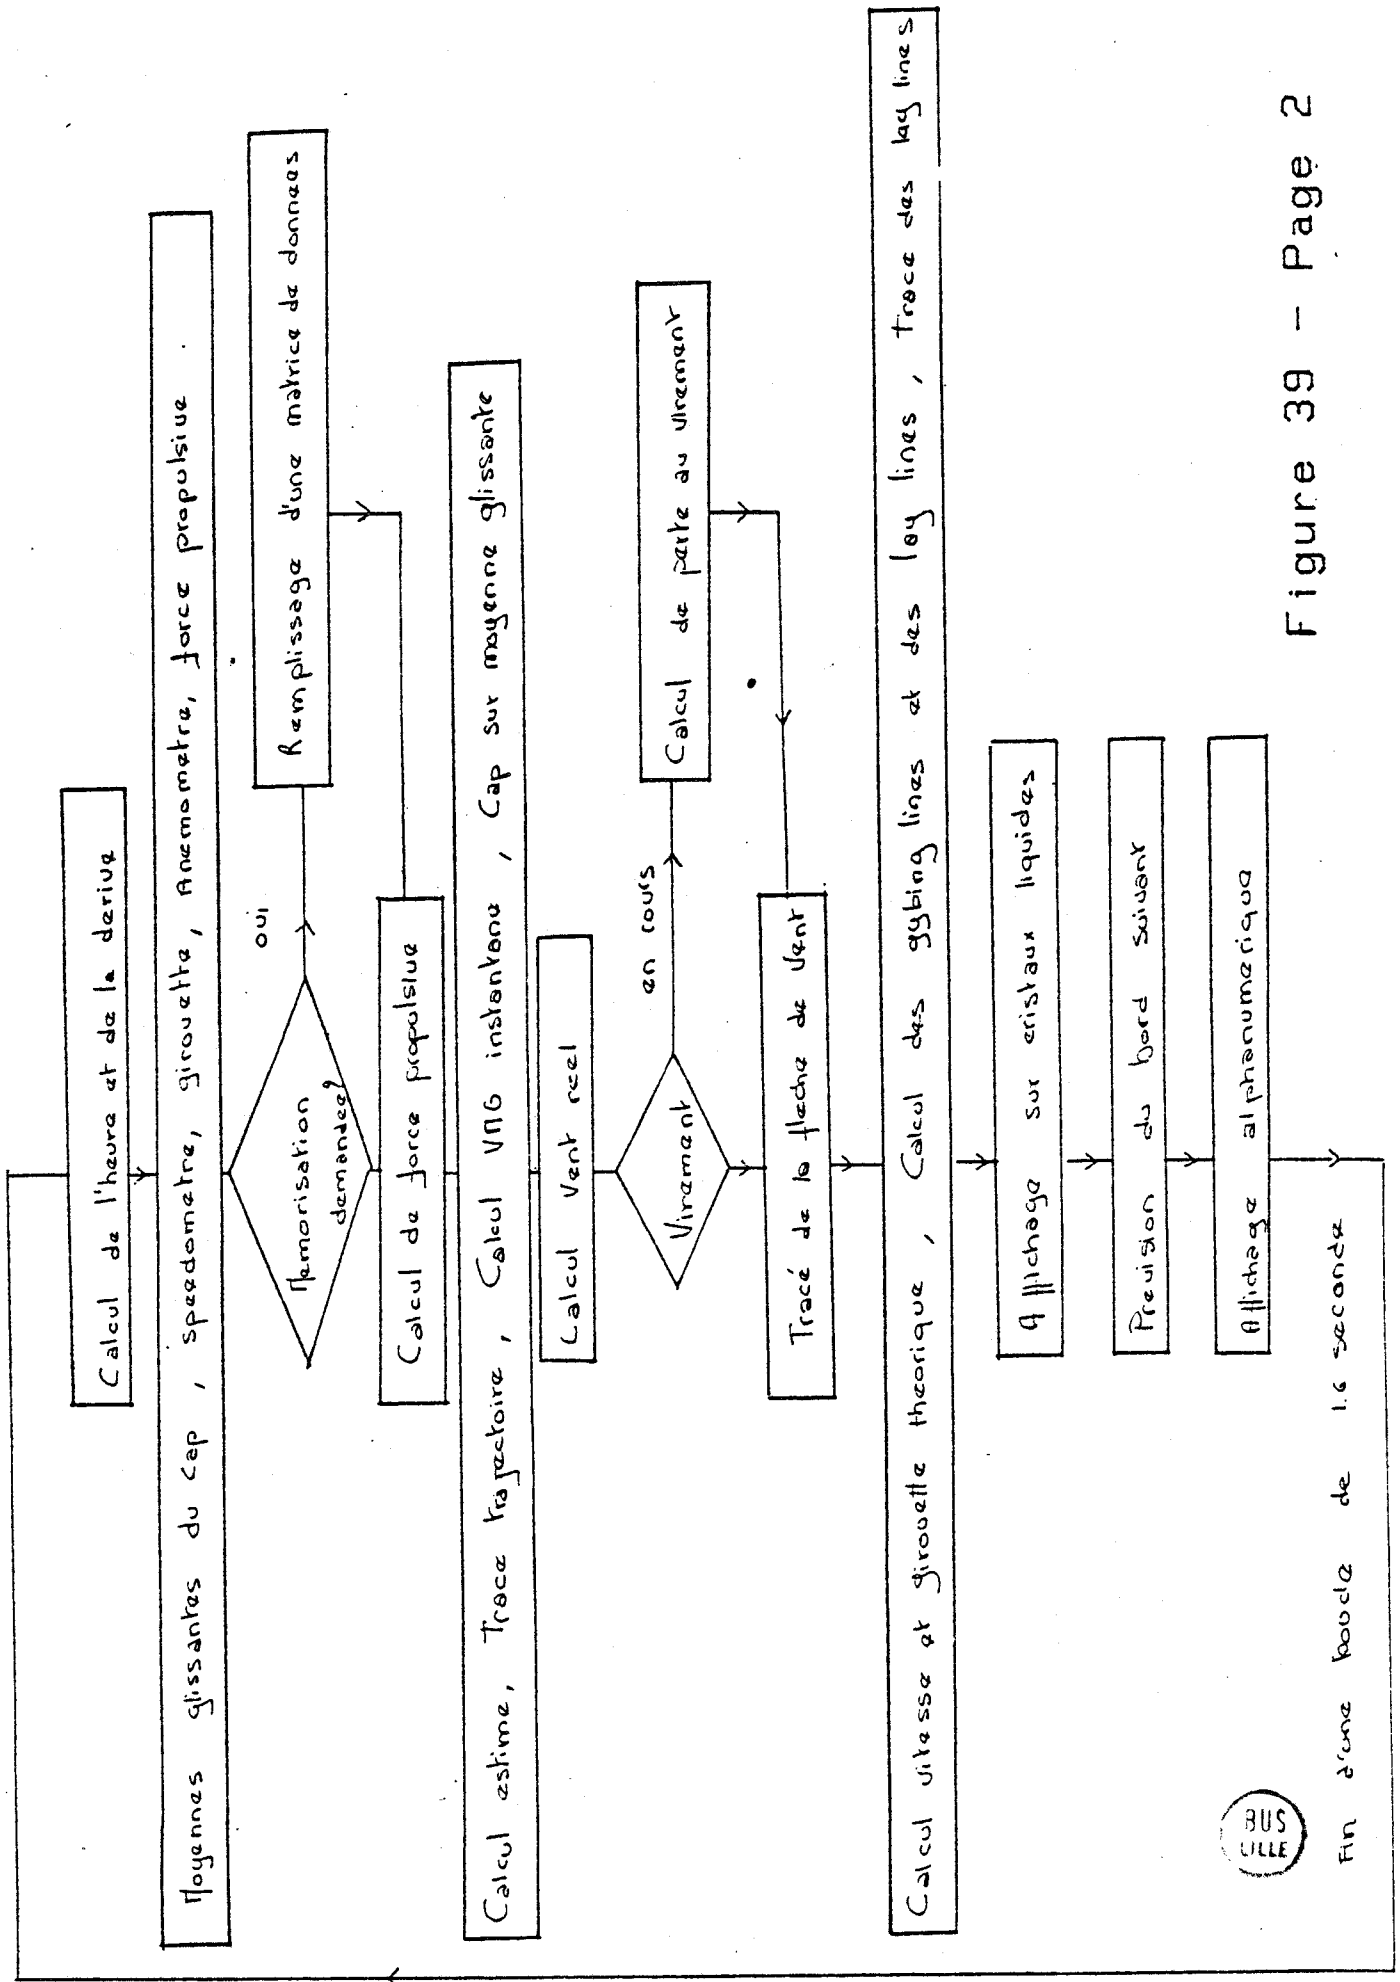 Calcul de l'heure et de la derive
Moyennes glissantes du Cap , speedometre, girouette, Anemometre, force propulsive
Memorisation
demandee?
oui
Remplissage d'une matrice de donnees
Calcul de force propulsive
Calcul estime, Trace trajectoire , Calcul VMG instantane , Cap sur moyenne glissante
Calcul Vent reel
Virement
en cours
Calcul de perte au virement
Tracé de la fleche de Vent
Calcul vitesse et girouette theorique , Calcul des gybing lines et des lay lines , trace des lay lines
Affichage sur cristaux liquides
Prevision du bord suivant
Affichage alphanumerique
Fin d'une boucle de 1.6 seconde
BUS
LILLE
Figure 39 - Page 2